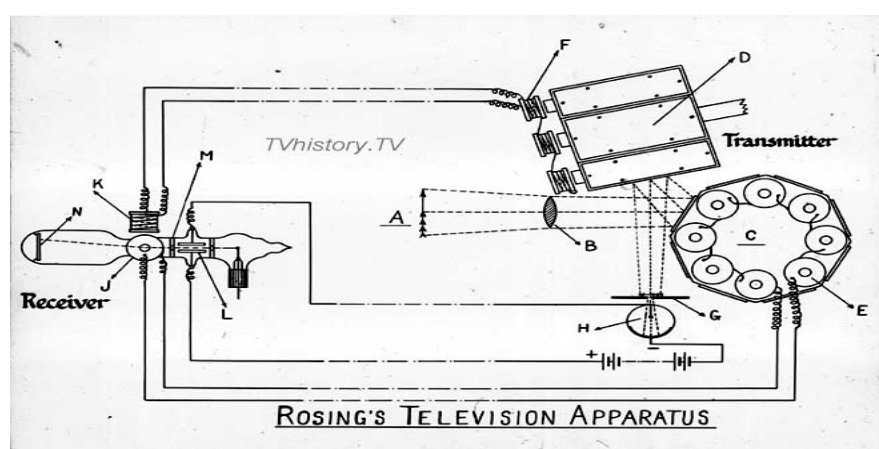 F
D
TVhistory.TV
Transmitter
M
K
N
A
B
C
J
Receiver
L
E
G
H
+
−
ROSING'S TELEVISION APPARATUS